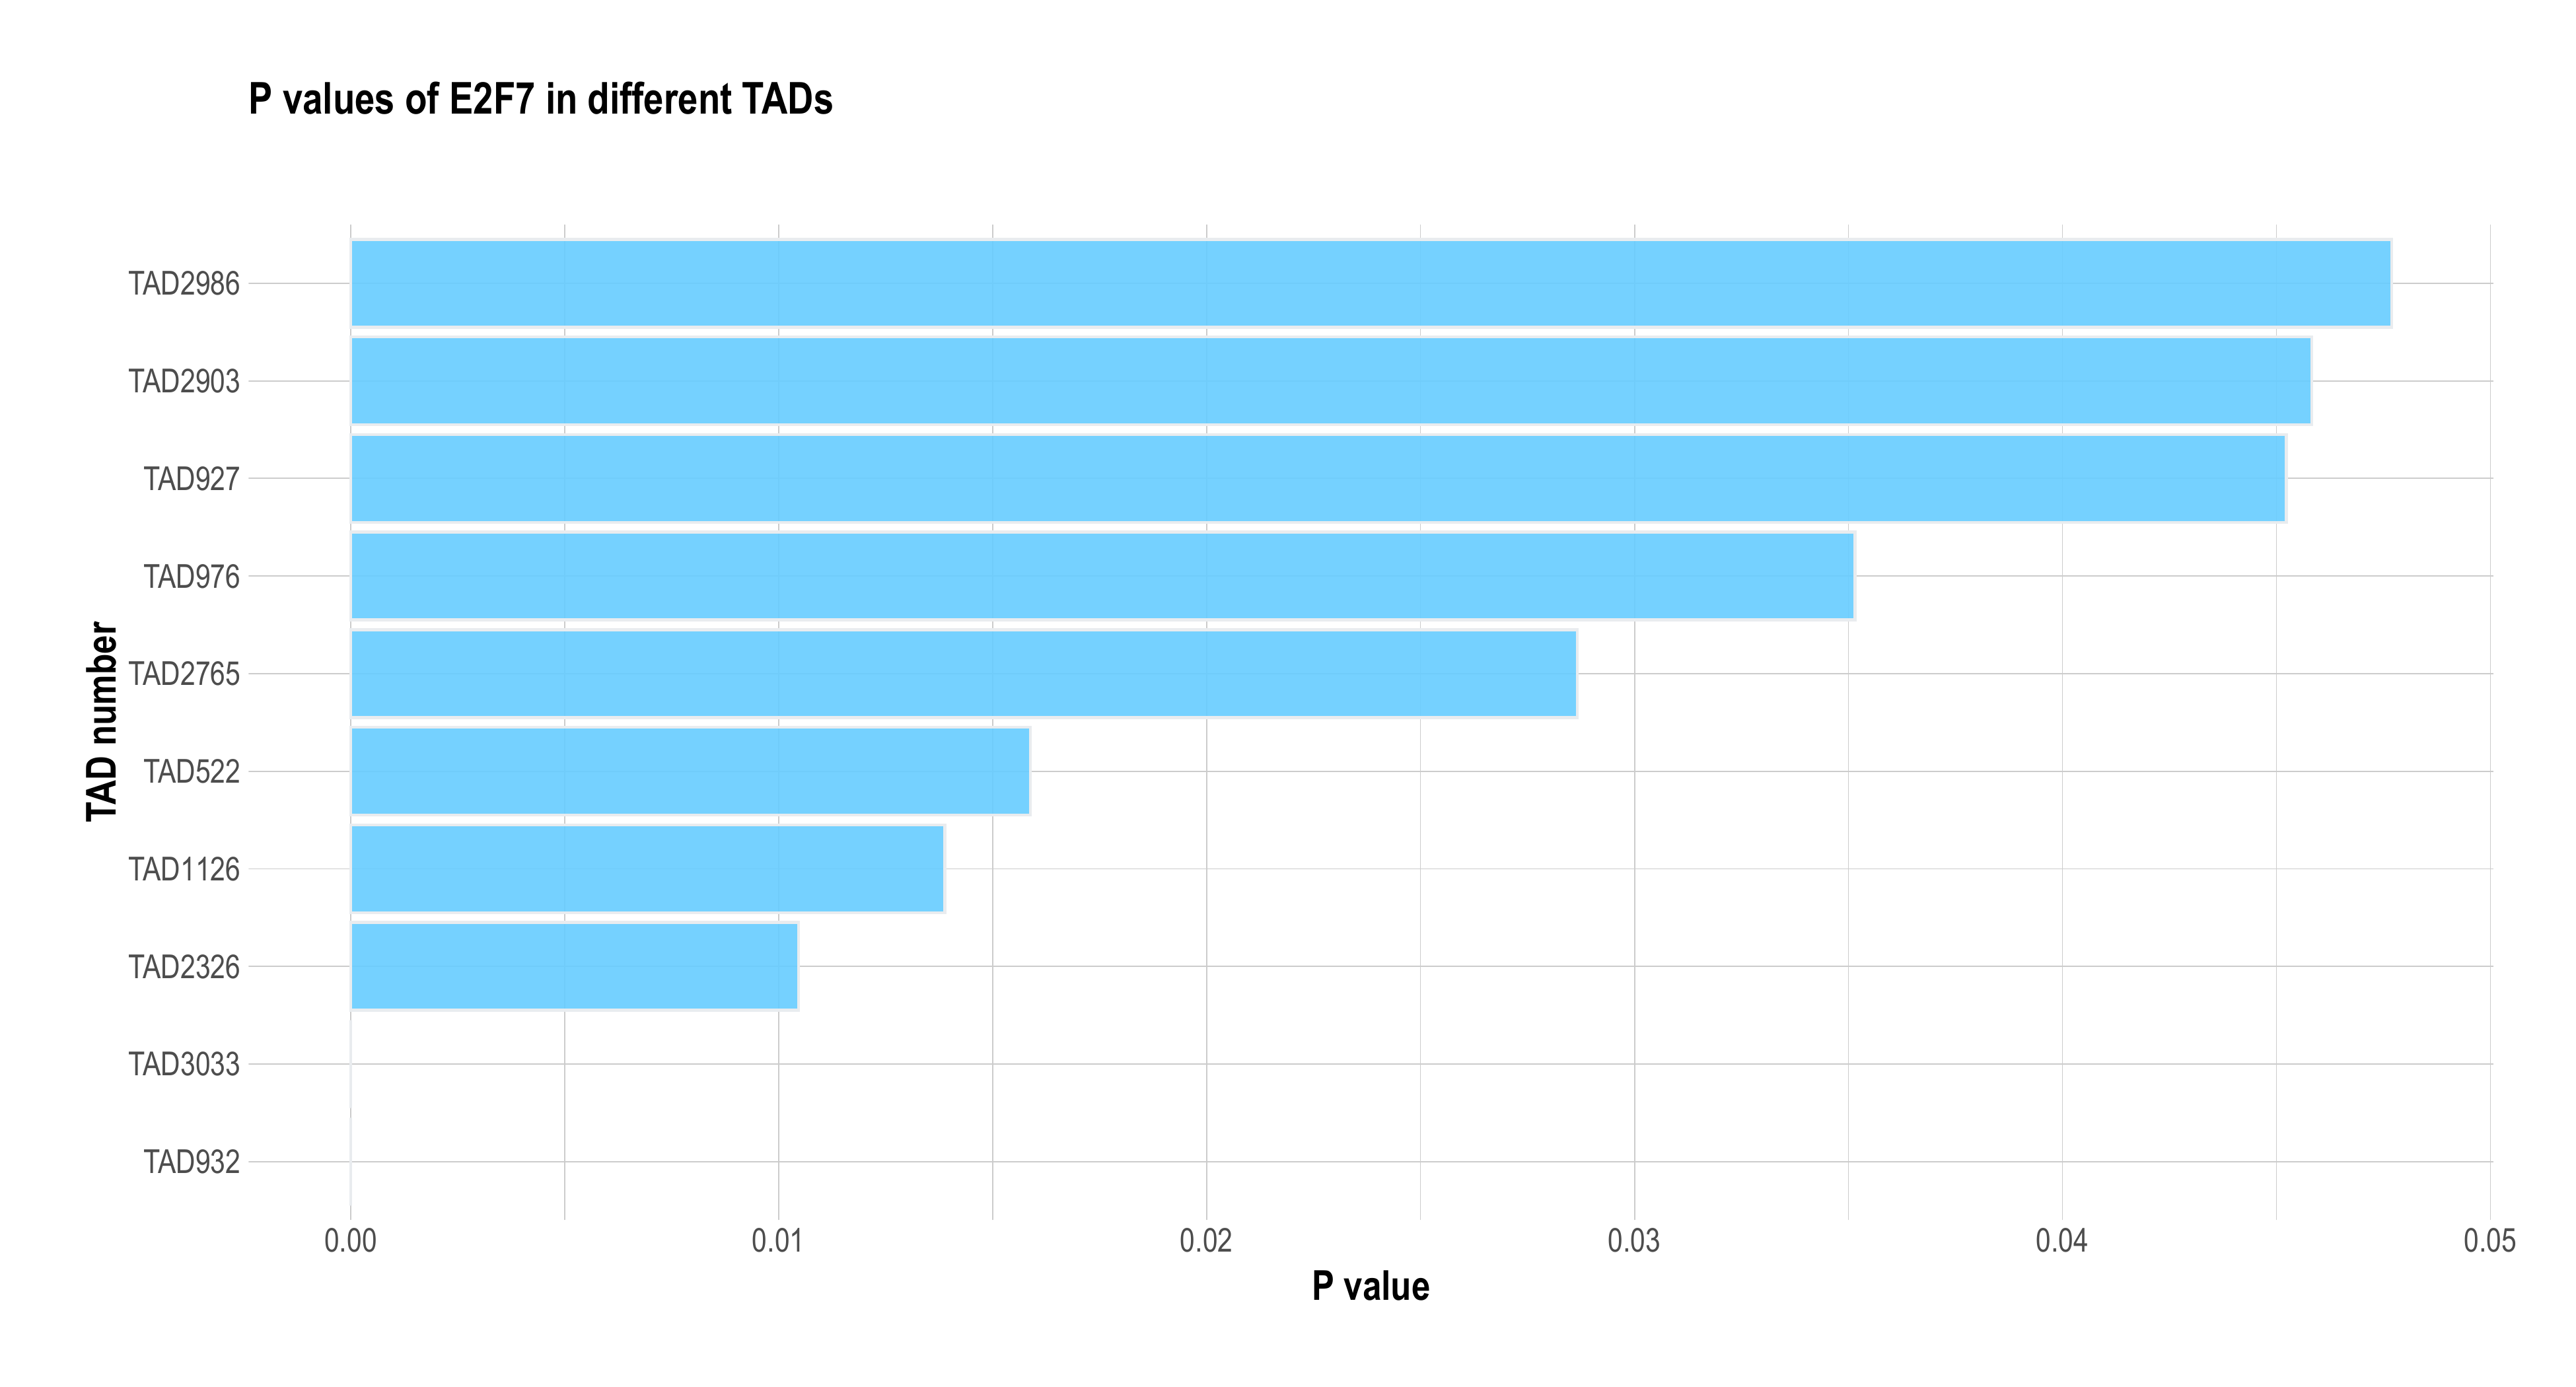 P values of E2F7 in different TADs
TAD number
TAD2986
TAD2903
TAD927
TAD976
TAD2765
TAD522
TAD1126
TAD2326
TAD3033
TAD932
0.00 0.01 0.02 0.03 0.04 0.05
P value